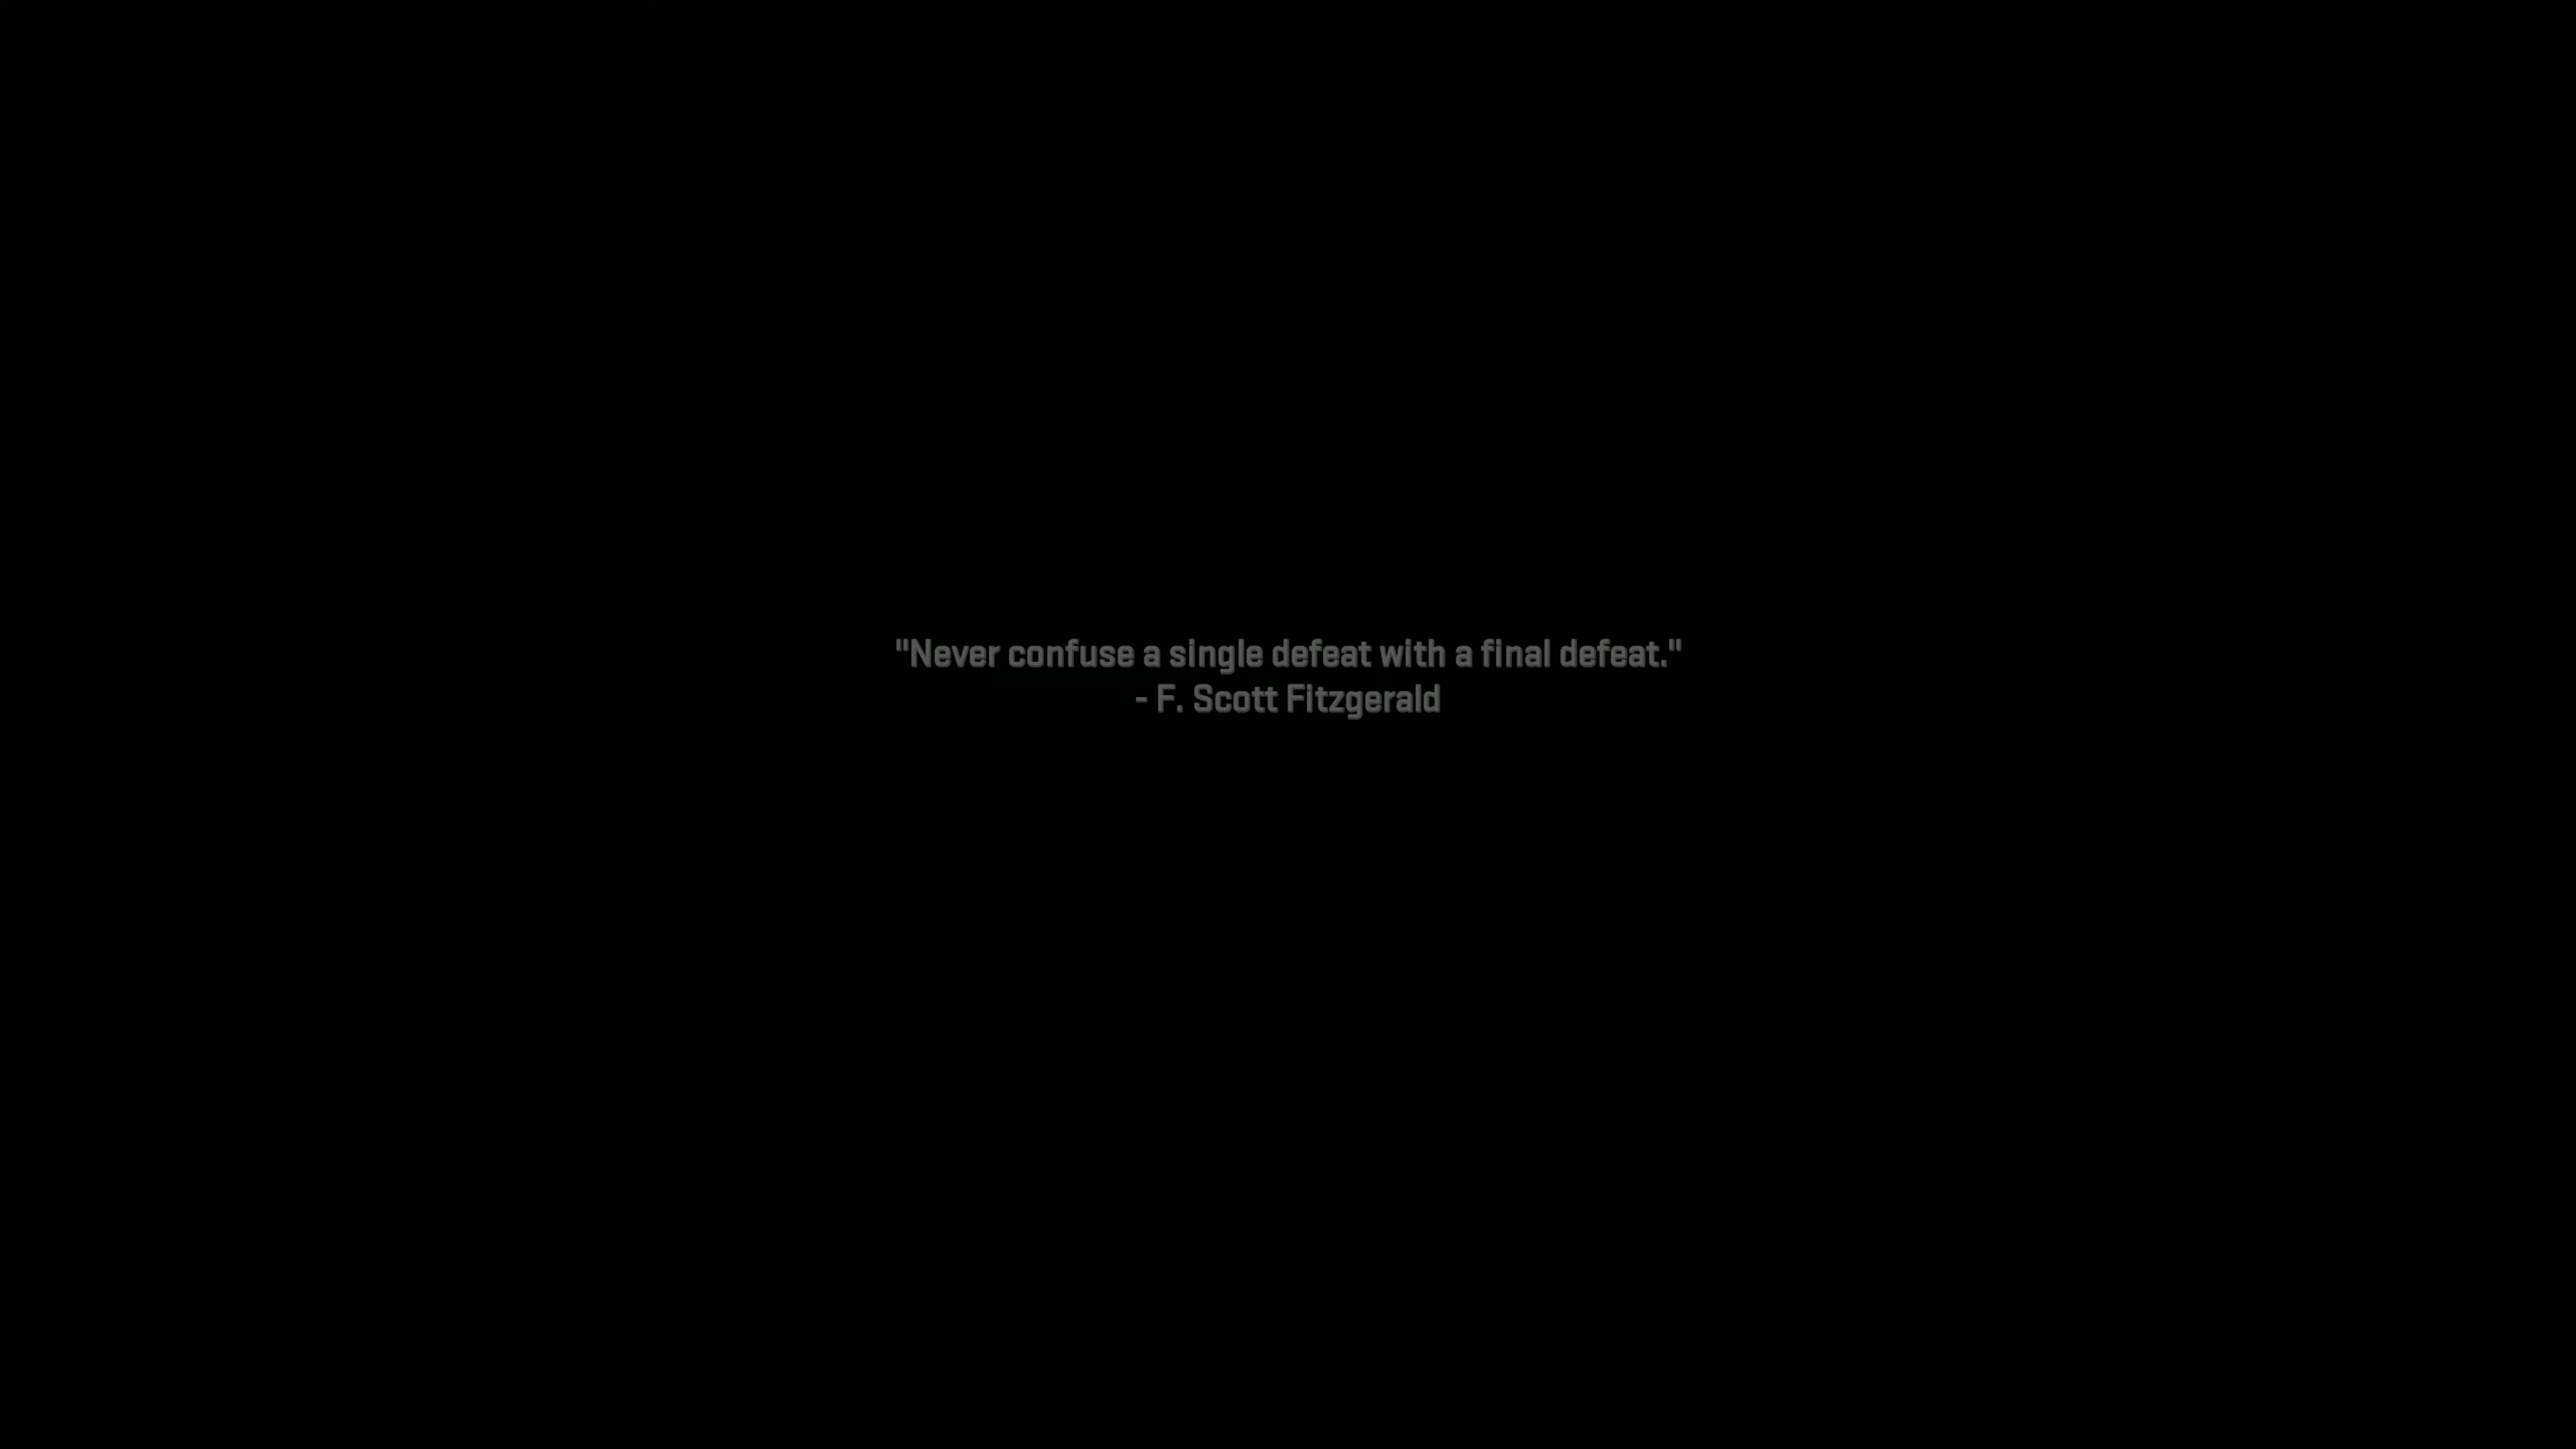 "Never confuse a single defeat with a final defeat."
- F. Scott Fitzgerald